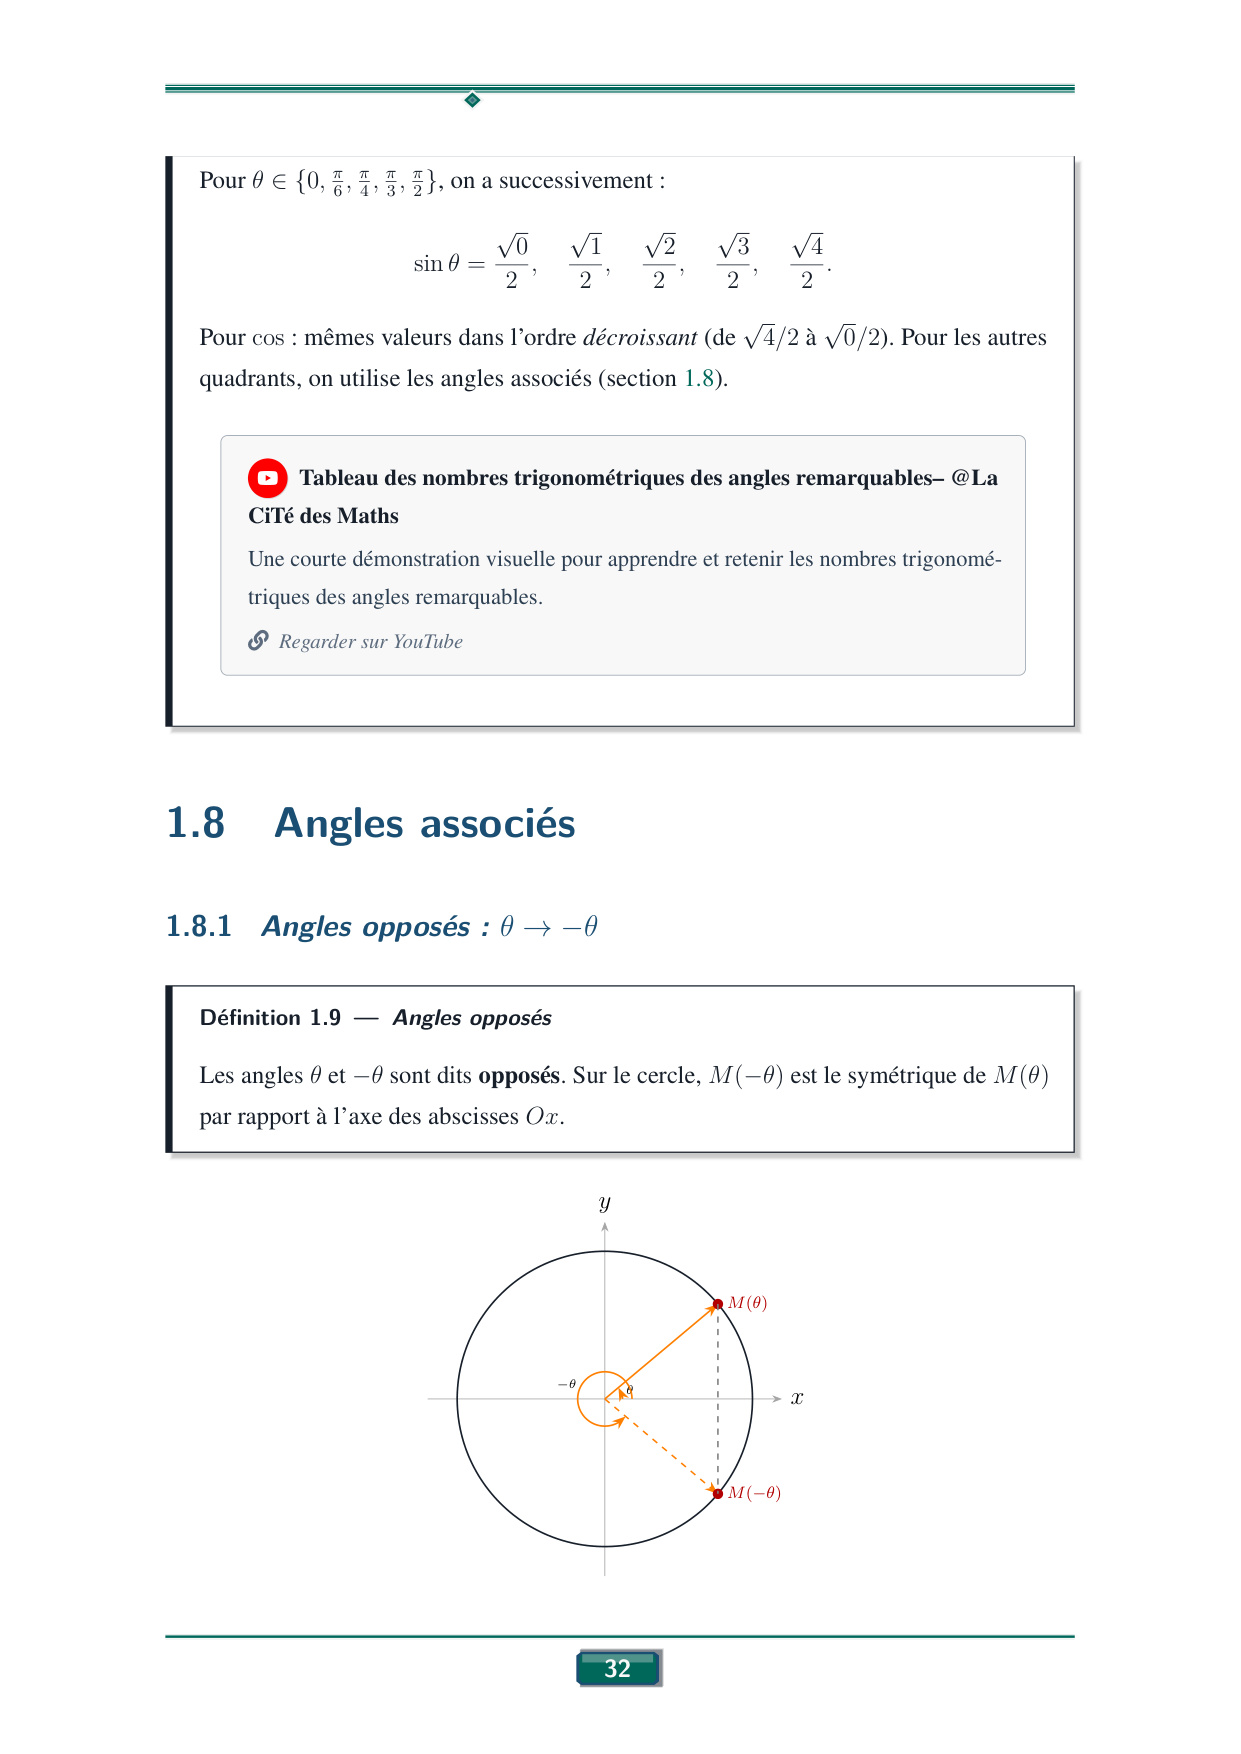 Pour θ ∈ {0, π/6, π/4, π/3, π/2}, on a successivement :
sin θ = √0/2, √1/2, √2/2, √3/2, √4/2.
Pour cos : mêmes valeurs dans l'ordre décroissant (de √4/2 à √0/2). Pour les autres
quadrants, on utilise les angles associés (section 1.8).
Tableau des nombres trigonométriques des angles remarquables– @La
CiTé des Maths
Une courte démonstration visuelle pour apprendre et retenir les nombres trigonomé-
triques des angles remarquables.
Regarder sur YouTube
1.8 Angles associés
1.8.1 Angles opposés : θ → −θ
Définition 1.9 — Angles opposés
Les angles θ et −θ sont dits opposés. Sur le cercle, M(−θ) est le symétrique de M(θ)
par rapport à l'axe des abscisses Ox.
y
M(θ)
−θ
θ
x
M(−θ)
32